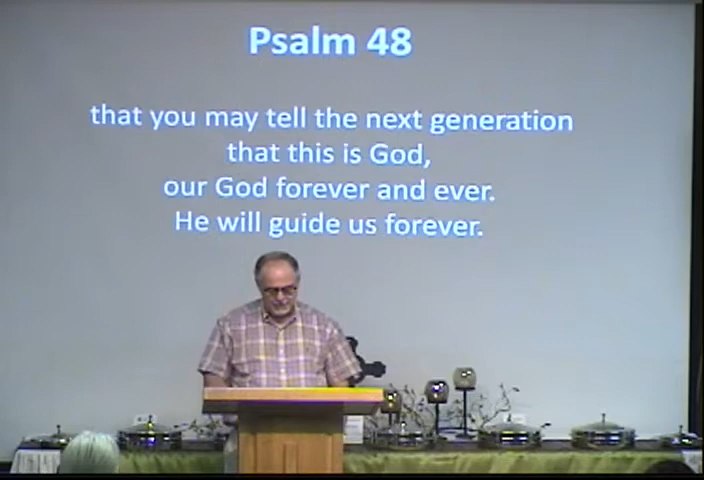 Psalm 48
that you may tell the next generation
that this is God,
our God forever and ever.
He will guide us forever.